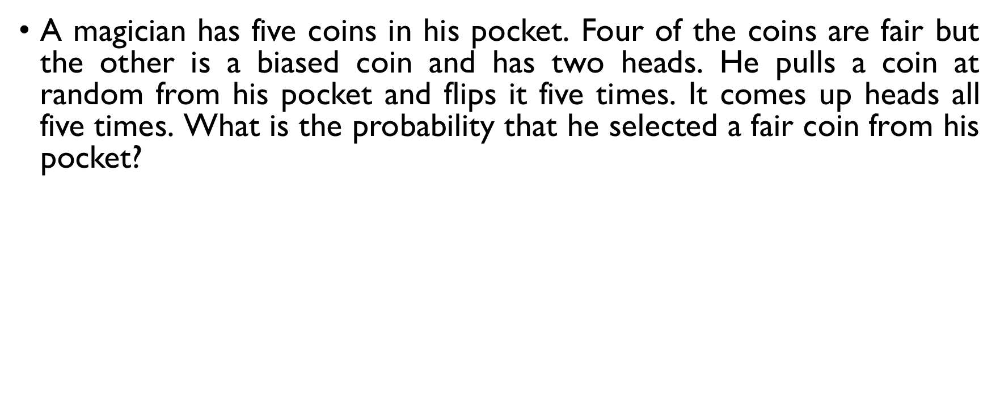 • A magician has five coins in his pocket. Four of the coins are fair but
the other is a biased coin and has two heads. He pulls a coin at
random from his pocket and flips it five times. It comes up heads all
five times. What is the probability that he selected a fair coin from his
pocket?